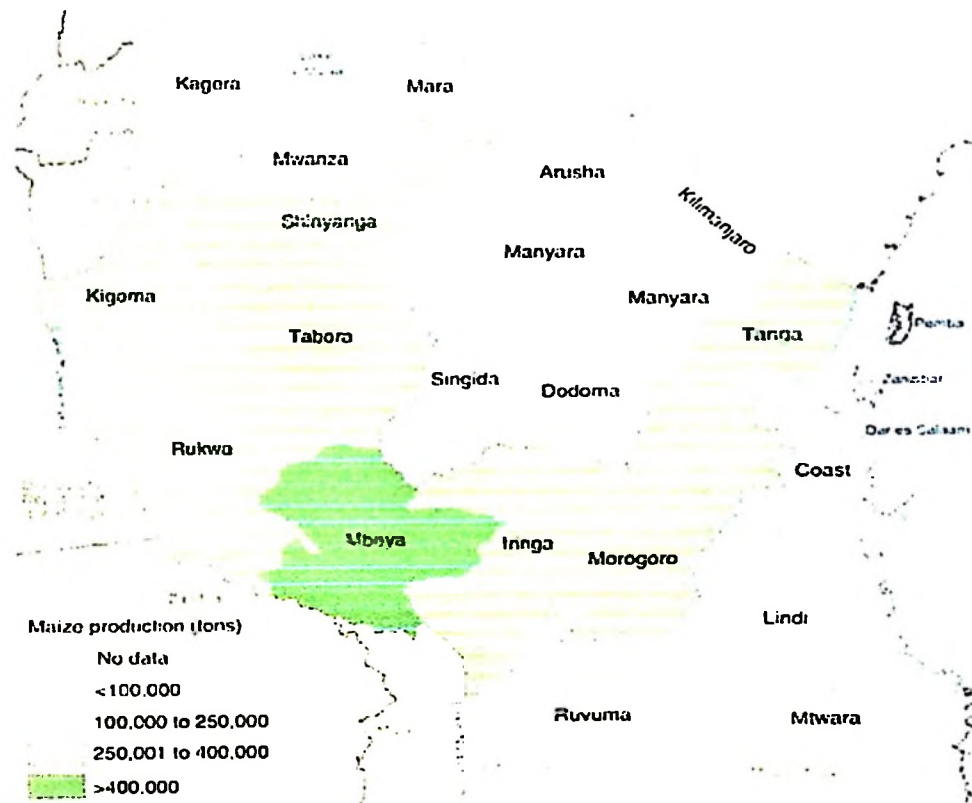 Kagera
Mara
Mwanza
Arusha
Kilimanjaro
Shinyanga
Manyara
Kigoma
Manyara
Tabora
Tanga
Pemba
Singida
Dodoma
Zanzibar
Dar es Salaam
Rukwa
Coast
Mbeya
Iringa
Morogoro
Lindi
Ruvuma
Mtwara
Maize production (tons)
No data
<100,000
100,000 to 250,000
250,001 to 400,000
>400,000